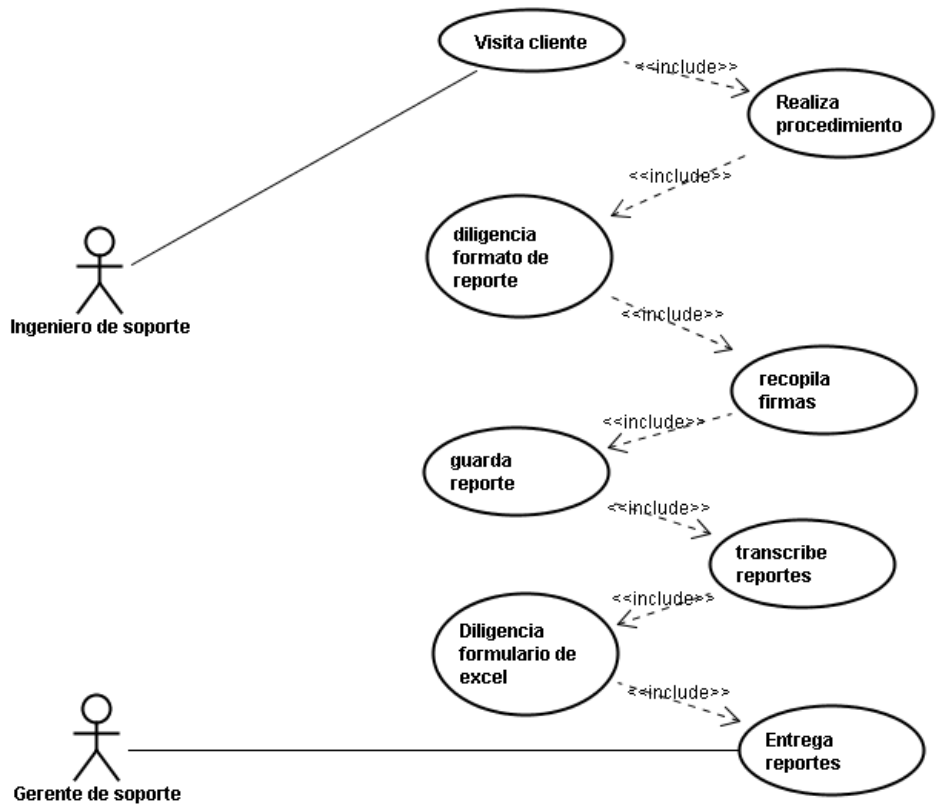 Visita cliente
<<include>>
Realiza
procedimiento
<<include>>
diligencia
formato de
reporte
<<include>>
Ingeniero de soporte
recopila
firmas
<<include>>
guarda
reporte
<<include>>
transcribe
reportes
<<include>>
Diligencia
formulario de
excel
<<include>>
Entrega
reportes
Gerente de soporte